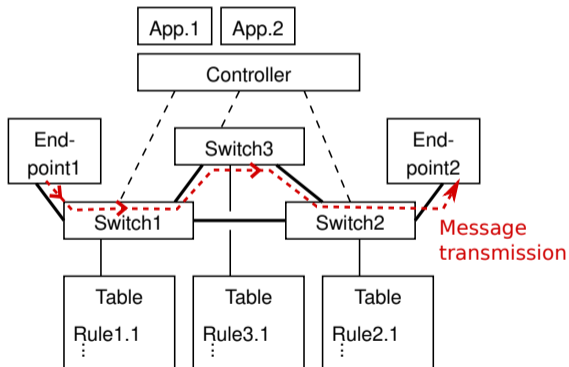 App.1
App.2
Controller
End-
point1
Switch3
End-
point2
Switch1
Switch2
Message
transmission
Table
Rule1.1
⋮
Table
Rule3.1
⋮
Table
Rule2.1
⋮